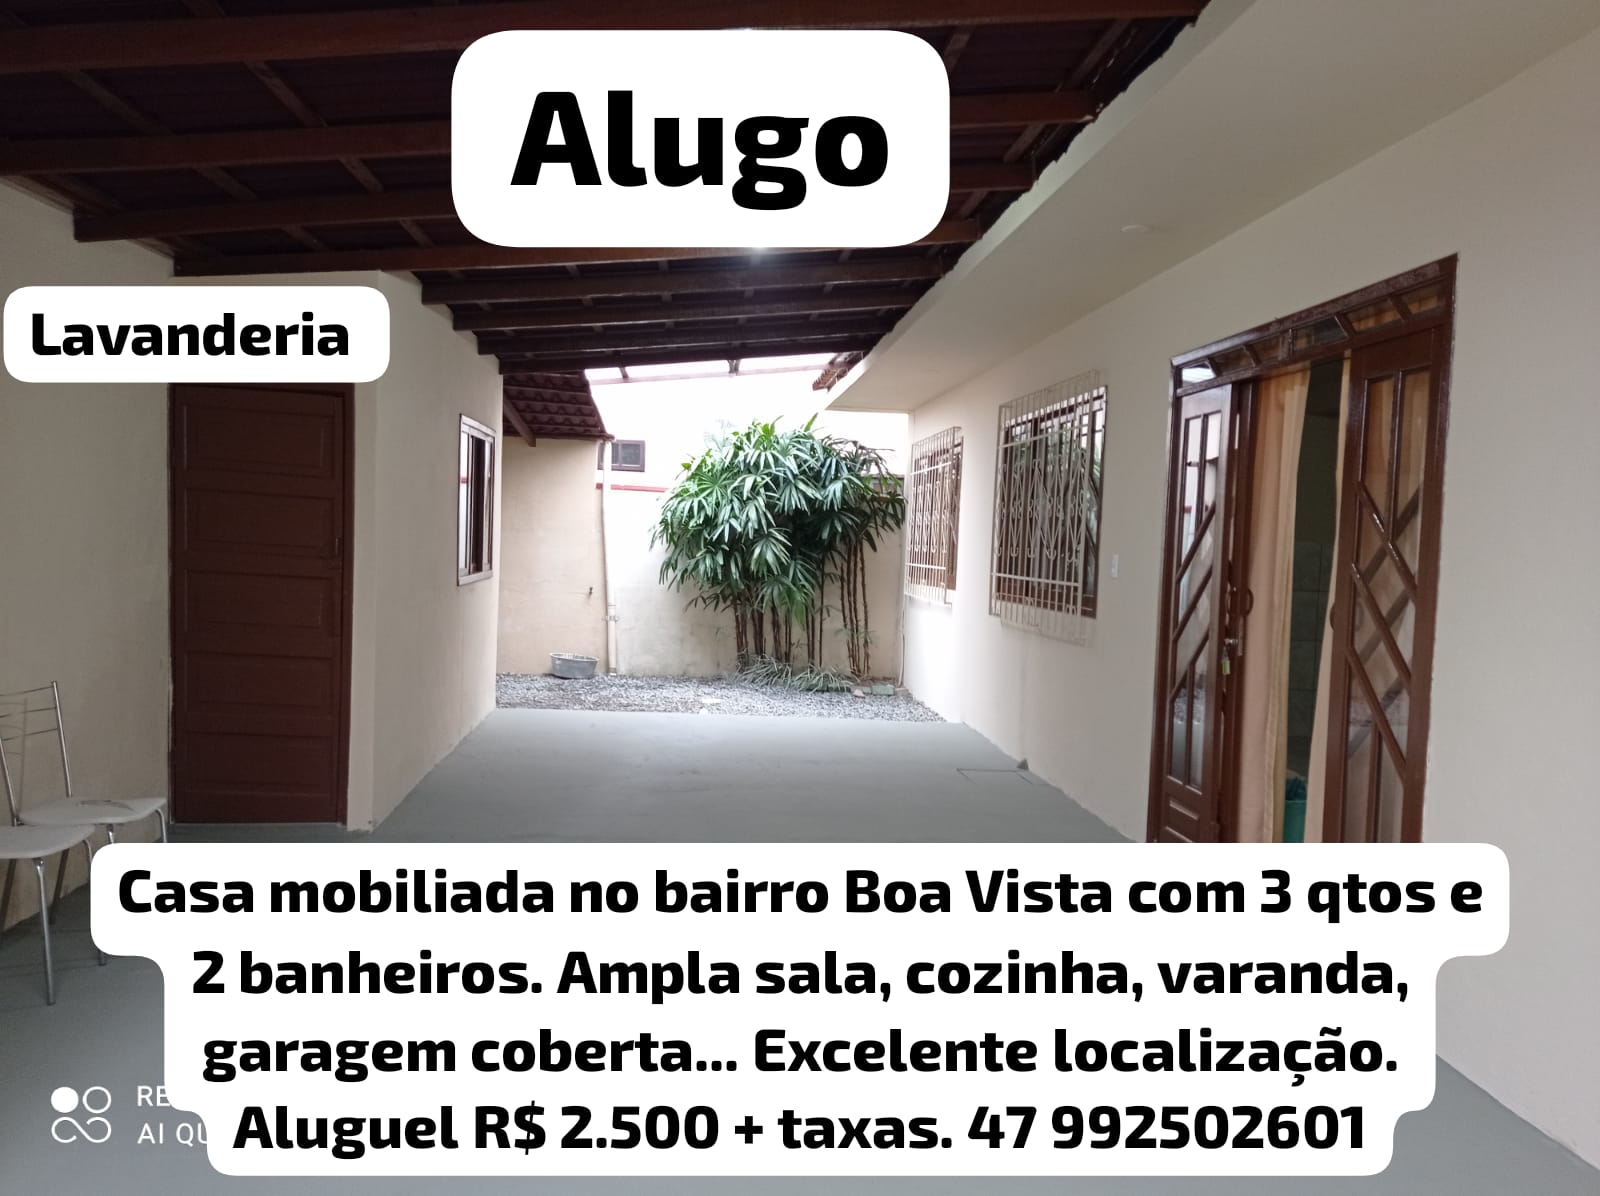 Alugo
Lavanderia
Casa mobiliada no bairro Boa Vista com 3 qtos e
2 banheiros. Ampla sala, cozinha, varanda,
garagem coberta... Excelente localização.
Aluguel R$ 2.500 + taxas. 47 992502601
AI